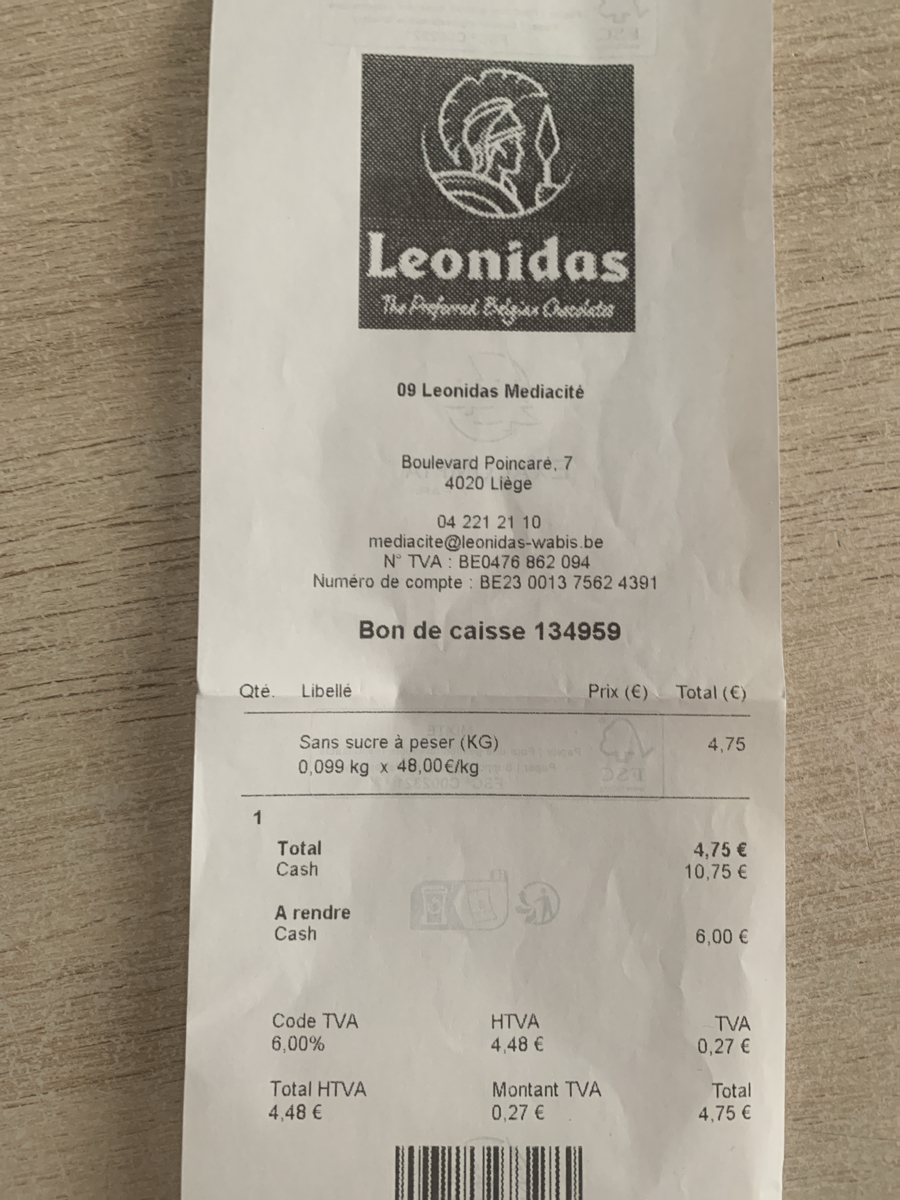 Leonidas
The Preferred Belgian Chocolates
09 Leonidas Mediacité
Boulevard Poincaré, 7
4020 Liège
04 221 21 10
mediacite@leonidas-wabis.be
N° TVA : BE0476 862 094
Numéro de compte : BE23 0013 7562 4391
Bon de caisse 134959
Qté. Libellé Prix (€) Total (€)
Sans sucre à peser (KG) 4,75
0,099 kg x 48,00€/kg
1
Total 4,75 €
Cash 10,75 €
A rendre
Cash 6,00 €
Code TVA HTVA TVA
6,00% 4,48 € 0,27 €
Total HTVA Montant TVA Total
4,48 € 0,27 € 4,75 €